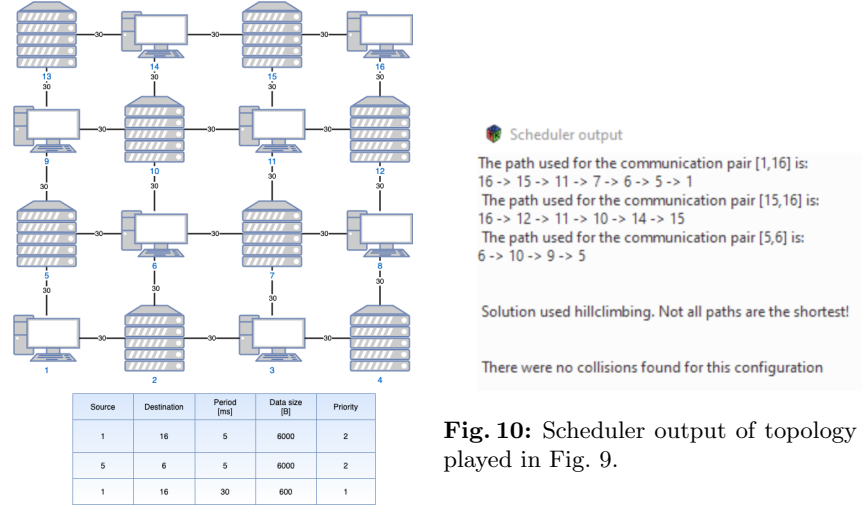 30 30 30
13 14 15 16
30 30 30 30
30 30 30
9 10 11 12
30 30 30 30
30 30 30
5 6 7 8
30 30 30 30
30 30 30
1 2 3 4
Source Destination Period [ms] Data size [B] Priority
1 16 5 6000 2
5 6 5 6000 2
1 16 30 600 1
Scheduler output
The path used for the communication pair [1,16] is:
16 -> 15 -> 11 -> 7 -> 6 -> 5 -> 1
The path used for the communication pair [15,16] is:
16 -> 12 -> 11 -> 10 -> 14 -> 15
The path used for the communication pair [5,6] is:
6 -> 10 -> 9 -> 5
Solution used hillclimbing. Not all paths are the shortest!
There were no collisions found for this configuration
Fig. 10: Scheduler output of topology
played in Fig. 9.